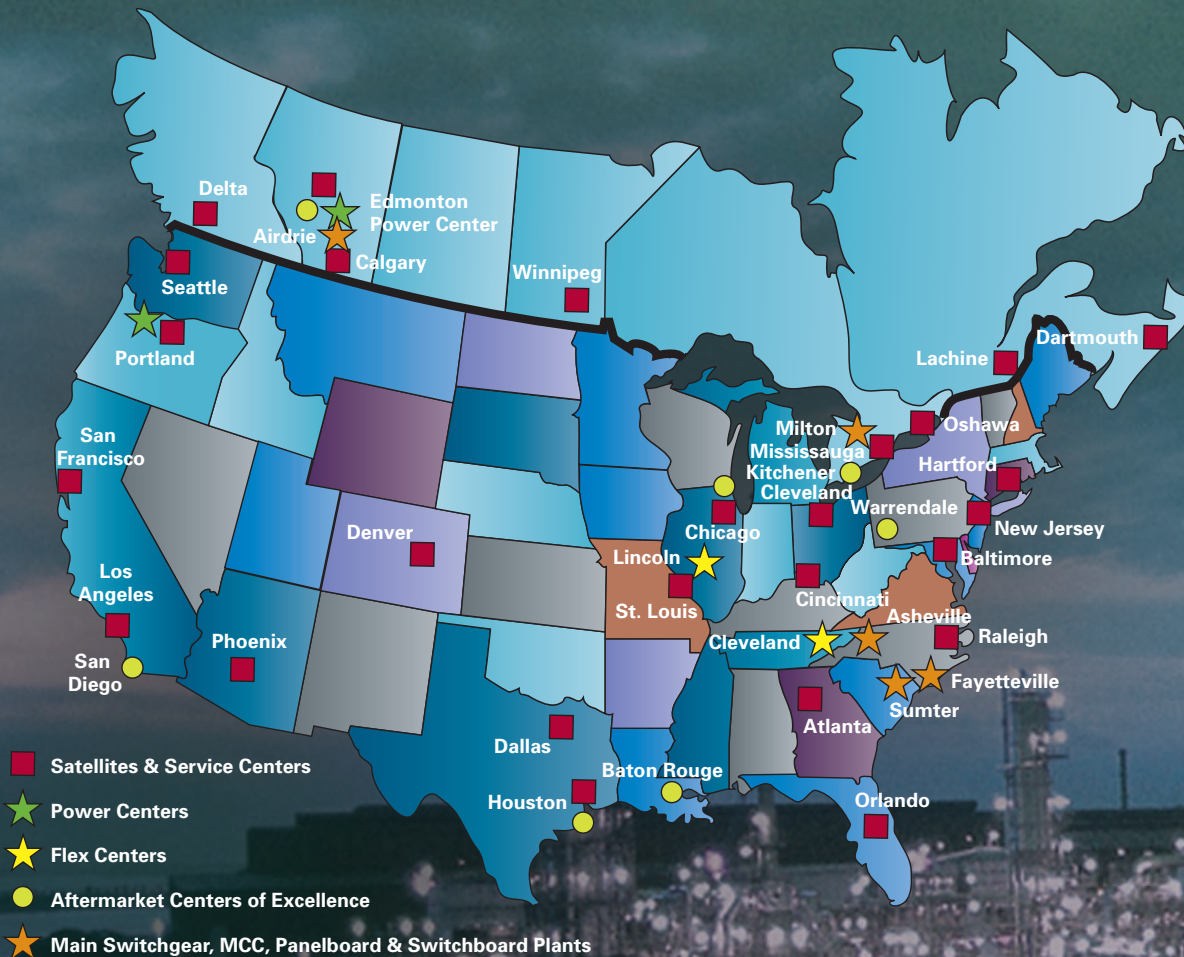 Delta
Edmonton
Power Center
Airdrie
Calgary
Winnipeg
Seattle
Portland
Dartmouth
Lachine
Oshawa
Milton
Mississauga
Kitchener
Cleveland
Hartford
San
Francisco
Warrendale
New Jersey
Chicago
Denver
Lincoln
Baltimore
Los
Angeles
Cincinnati
St. Louis
Asheville
Phoenix
Cleveland
Raleigh
San
Diego
Fayetteville
Sumter
Atlanta
Dallas
Baton Rouge
Houston
Orlando
Satellites & Service Centers
Power Centers
Flex Centers
Aftermarket Centers of Excellence
Main Switchgear, MCC, Panelboard & Switchboard Plants